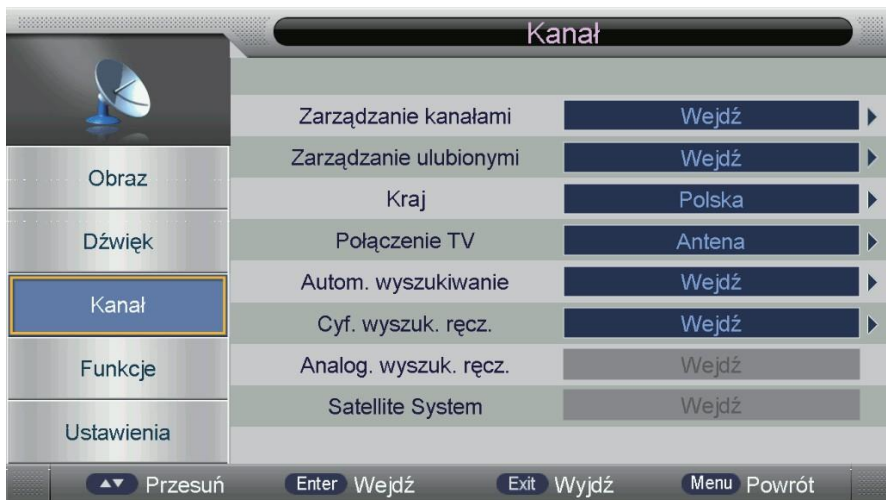 Kanał
Zarządzanie kanałami Wejdź
Zarządzanie ulubionymi Wejdź
Obraz
Kraj Polska
Dźwięk
Połączenie TV Antena
Autom. wyszukiwanie Wejdź
Kanał
Cyf. wyszuk. ręcz. Wejdź
Funkcje
Analog. wyszuk. ręcz. Wejdź
Satellite System Wejdź
Ustawienia
Przesuń Enter Wejdź Exit Wyjdź Menu Powrót